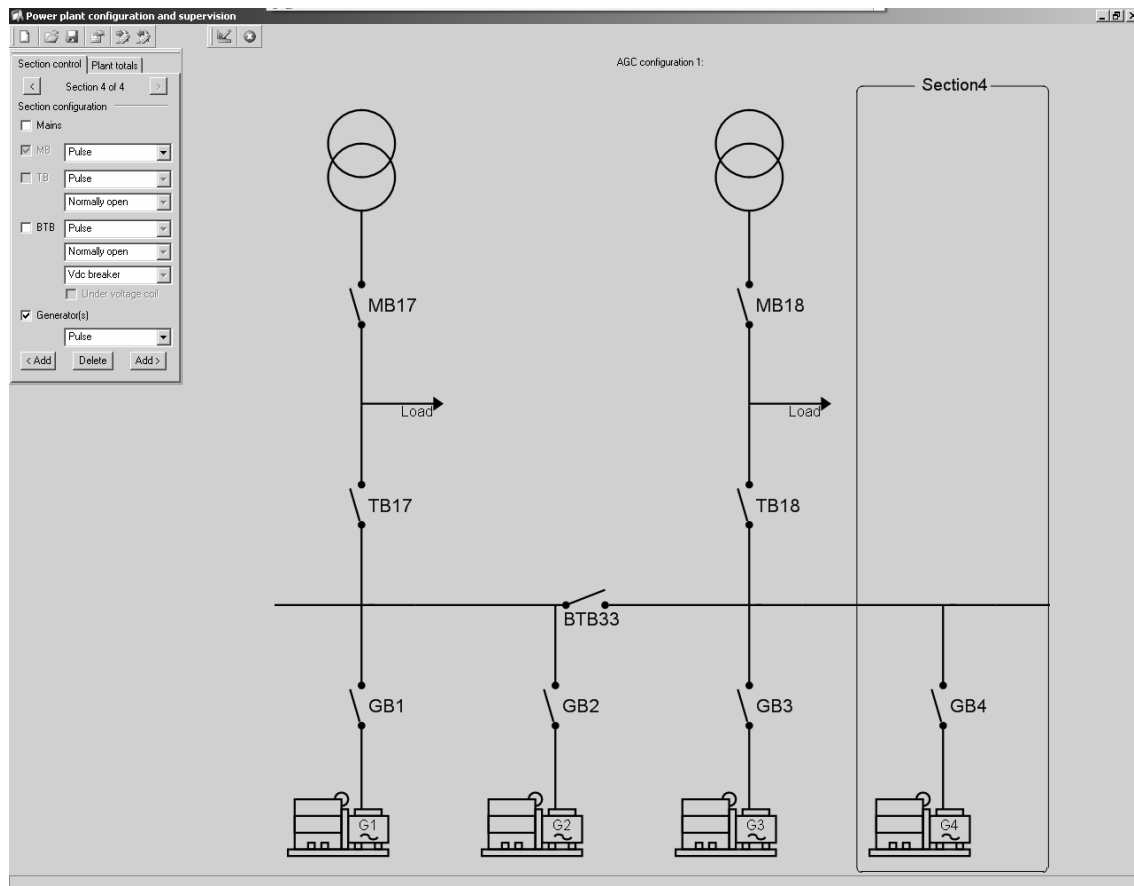 Power plant configuration and supervision
Section control Plant totals
< Section 4 of 4 >
Section configuration
Mains
MB Pulse
TB Pulse
Normally open
BTB Pulse
Normally open
Vdc breaker
Under voltage coil
Generator(s)
Pulse
< Add Delete Add >
AGC configuration 1:
Section4
MB17 MB18
Load Load
TB17 TB18
BTB33
GB1 GB2 GB3 GB4
G1 G2 G3 G4